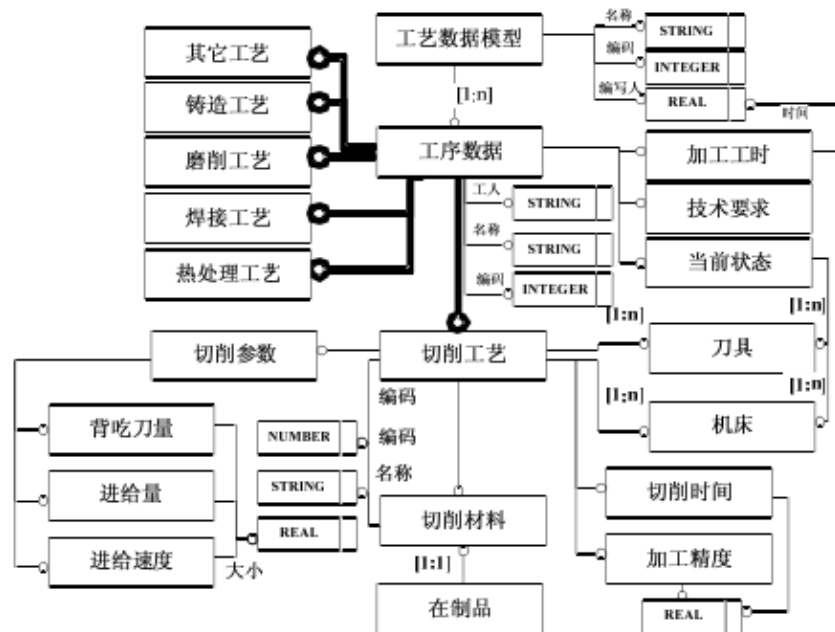 其它工艺
铸造工艺
磨削工艺
焊接工艺
热处理工艺
工艺数据模型
名称
STRING
编码
INTEGER
编写人
REAL
时间
[1:n]
工序数据
工人
STRING
名称
STRING
编码
INTEGER
加工工时
技术要求
当前状态
[1:n]
[1:n]
刀具
[1:n]
[1:n]
机床
切削参数
切削工艺
背吃刀量
进给量
进给速度
大小
REAL
编码
NUMBER
编码
STRING
名称
切削材料
[1:1]
在制品
切削时间
加工精度
REAL